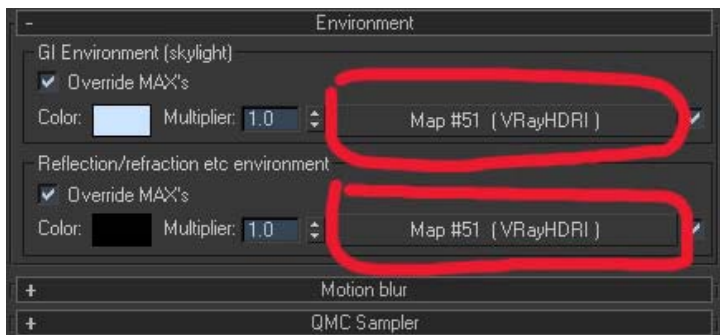 - Environment
GI Environment (skylight)
Override MAX's
Color: Multiplier: 1.0 Map #51 ( VRayHDRI )
Reflection/refraction etc environment
Override MAX's
Color: Multiplier: 1.0 Map #51 ( VRayHDRI )
+ Motion blur
+ QMC Sampler